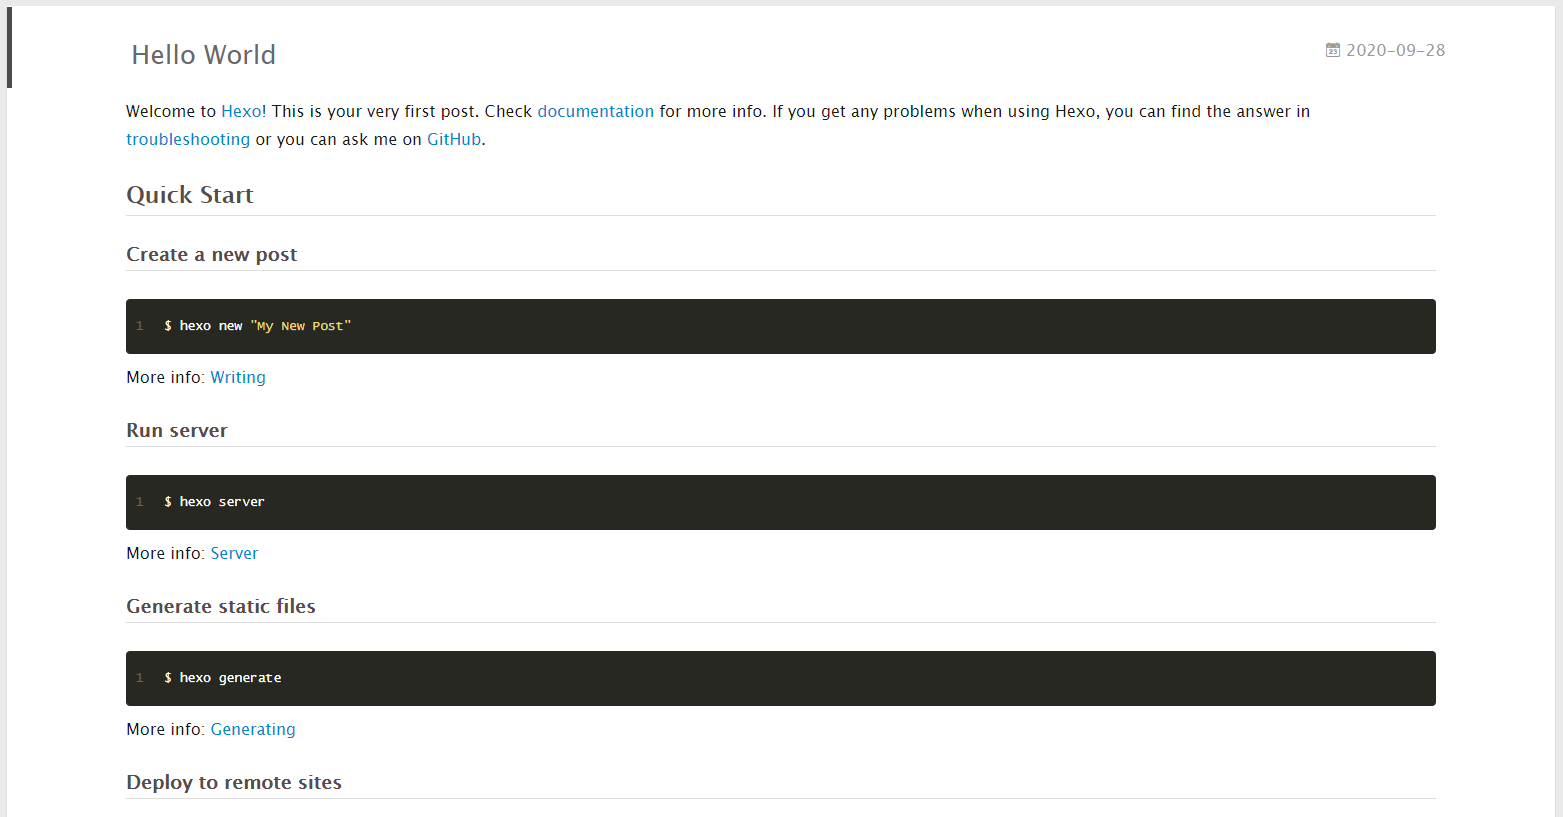 Hello World
2020-09-28
Welcome to Hexo! This is your very first post. Check documentation for more info. If you get any problems when using Hexo, you can find the answer in
troubleshooting or you can ask me on GitHub.
Quick Start
Create a new post
1 $ hexo new "My New Post"
More info: Writing
Run server
1 $ hexo server
More info: Server
Generate static files
1 $ hexo generate
More info: Generating
Deploy to remote sites